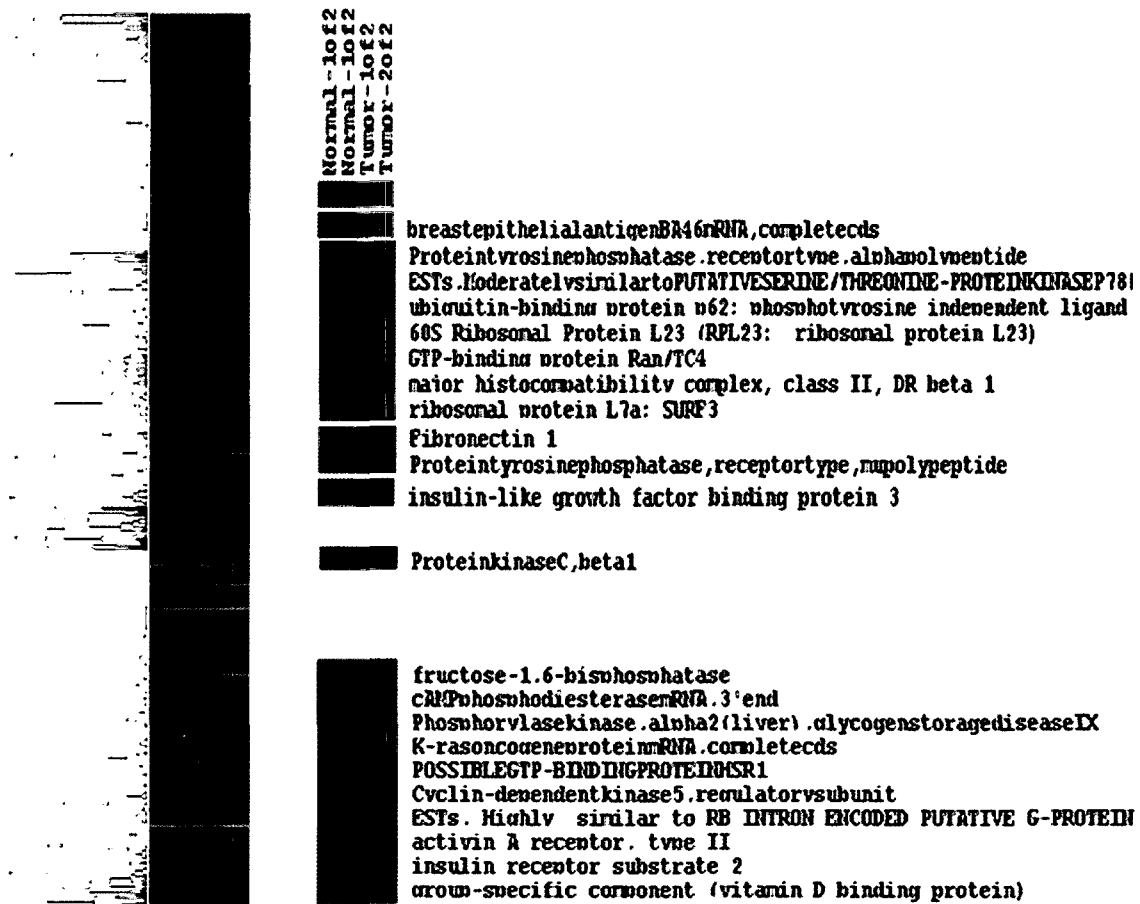 Normal-1of2
Normal-1of2
Tumor-1of2
Tumor-2of2
breastepithelialantigenBA46mRNA,completecds
Proteintyrosinephosphatase.receptortype.alphapolypeptide
ESTs.ModeratelysimilartoPUTATIVESERINE/THREONINE-PROTEINKINASEP78
ubiquitin-binding protein p62: phosphotyrosine independent ligand
60S Ribosomal Protein L23 (RPL23: ribosomal protein L23)
GTP-binding protein Ran/TC4
major histocompatibility complex, class II, DR beta 1
ribosomal protein L7a: SURF3
Fibronectin 1
Proteintyrosinephosphatase,receptortype,mupolypeptide
insulin-like growth factor binding protein 3
ProteinkinaseC,beta1
fructose-1.6-bisphosphatase
cAMPphosphodiesterasemRNA.3'end
Phosphorylasekinase.alpha2(liver).glycogenstoragediseaseIX
K-rasoncogeneproteinmRNA.completecds
POSSIBLEGTP-BINDINGPROTEINHSR1
Cyclin-dependentkinase5.regulatorysubunit
ESTs. Highly similar to RB INTRON ENCODED PUTATIVE G-PROTEIN
activin A receptor. type II
insulin receptor substrate 2
group-specific component (vitamin D binding protein)